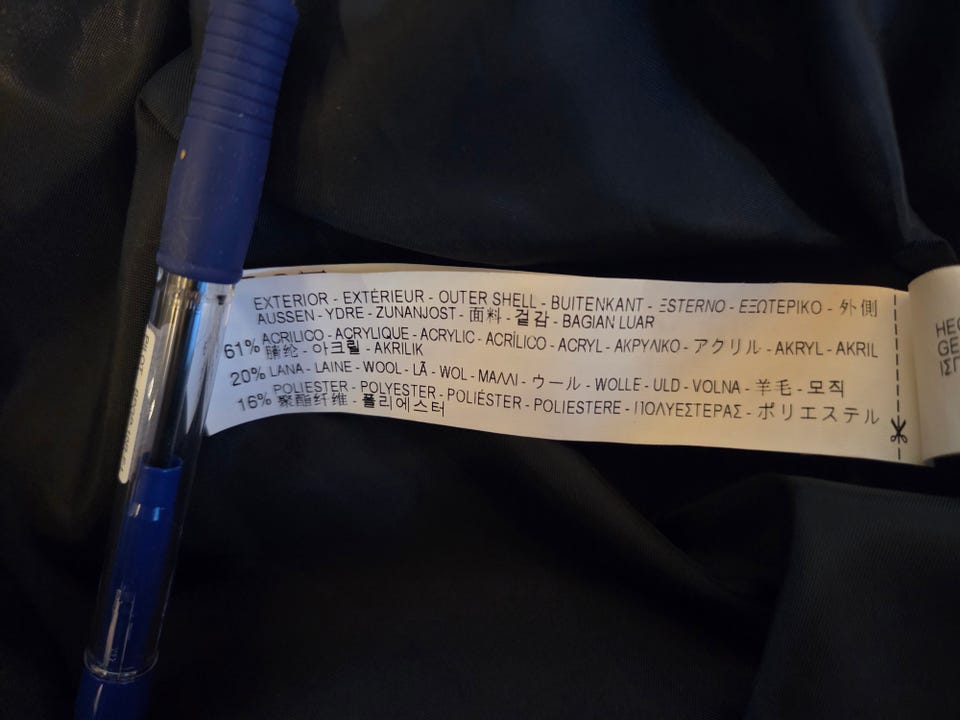 EXTERIOR - EXTÉRIEUR - OUTER SHELL - BUITENKANT - ESTERNO - ΕΞΩΤΕΡΙΚΟ - 外側
AUSSEN - YDRE - ZUNANJOST - 面料 - 겉감 - BAGIAN LUAR
61% ACRILICO - ACRYLIQUE - ACRYLIC - ACRÍLICO - ACRYL - ΑΚΡΥΛΙΚΟ - アクリル - AKRYL - AKRIL
腈纶 - 아크릴 - AKRILIK
20% LANA - LAINE - WOOL - LÃ - WOL - ΜΑΛΛΙ - ウール - WOLLE - ULD - VOLNA - 羊毛 - 모직
16% POLIESTER - POLYESTER - POLIÉSTER - POLIESTERE - ΠΟΛΥΕΣΤΕΡΑΣ - ポリエステル
聚酯纤维 - 폴리에스터
HEC
GE
ΙΣΠ